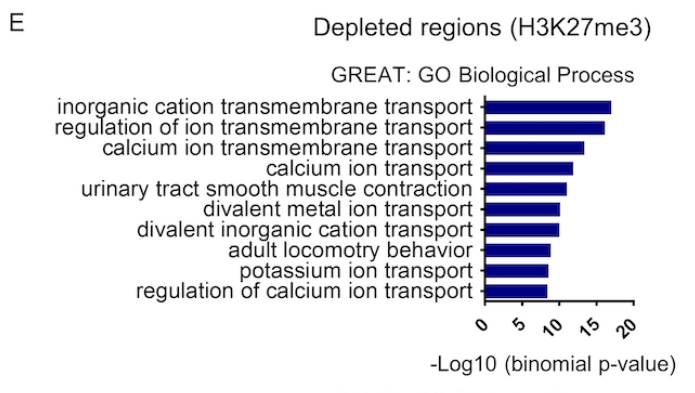 E
Depleted regions (H3K27me3)
GREAT: GO Biological Process
inorganic cation transmembrane transport
regulation of ion transmembrane transport
calcium ion transmembrane transport
calcium ion transport
urinary tract smooth muscle contraction
divalent metal ion transport
divalent inorganic cation transport
adult locomotry behavior
potassium ion transport
regulation of calcium ion transport
0 5 10 15 20
-Log10 (binomial p-value)